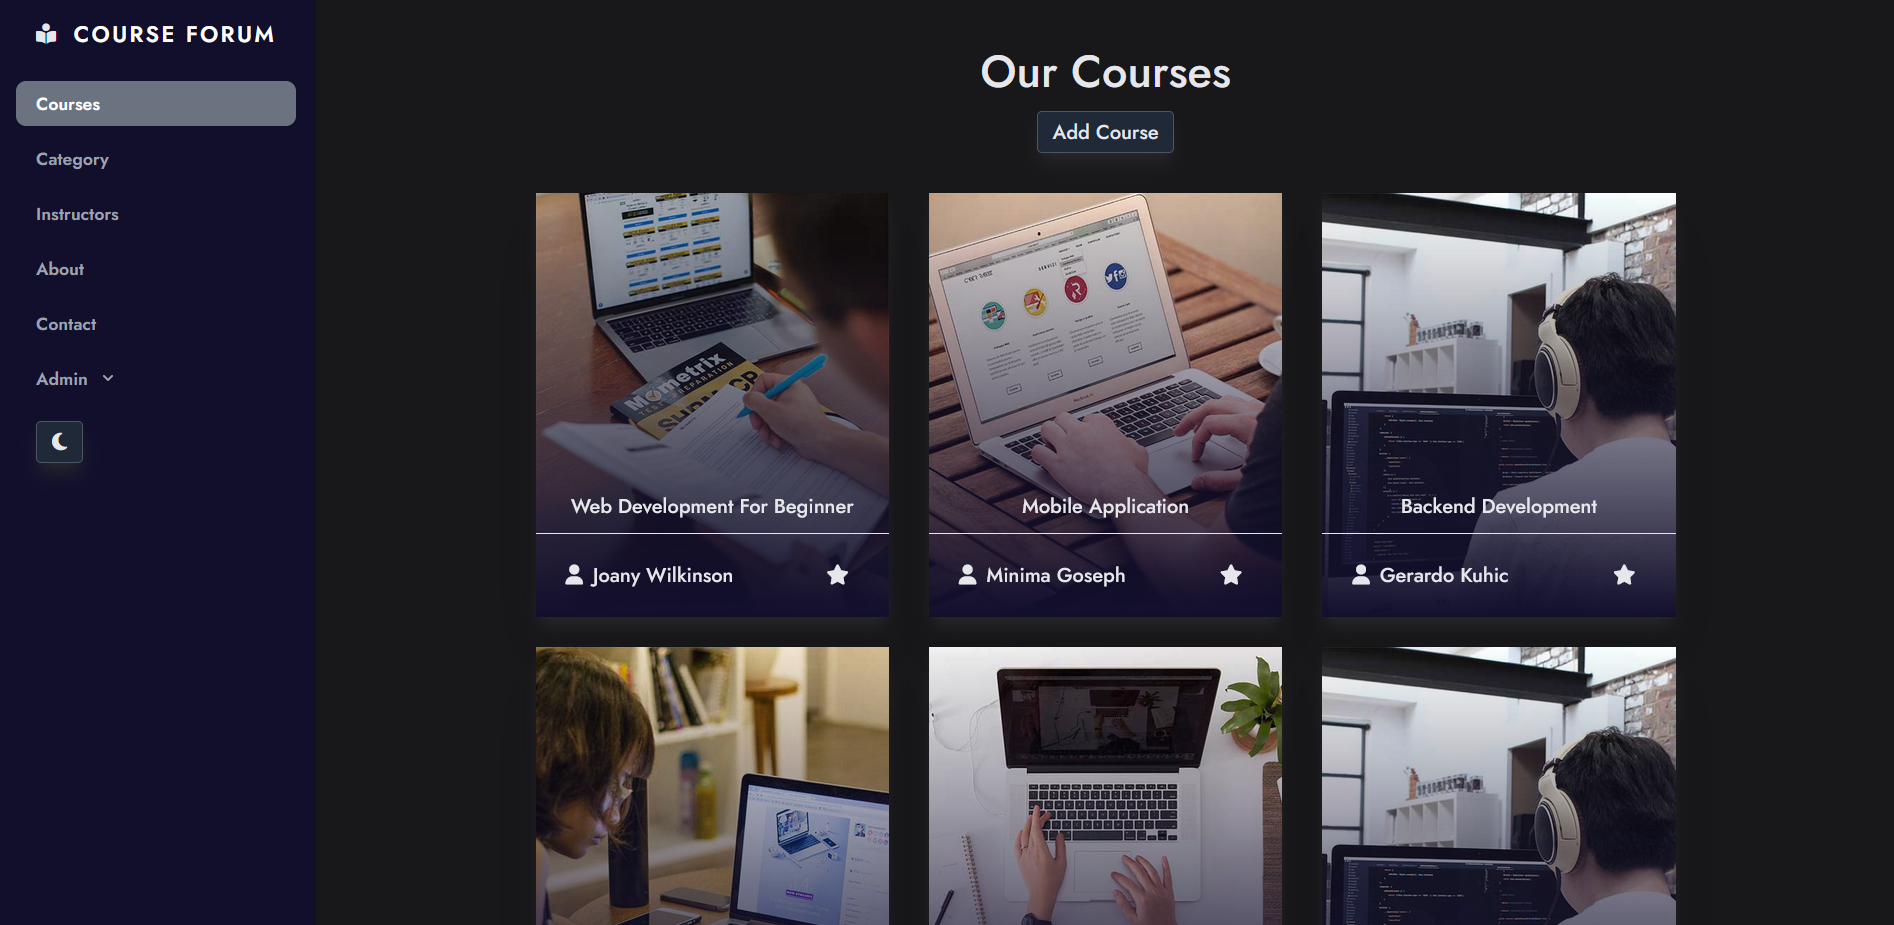 COURSE FORUM
Courses
Category
Instructors
About
Contact
Admin
Our Courses
Add Course
Mometrix
TEST PREPARATION
Web Development For Beginner
Joany Wilkinson
SERVIZI
Mobile Application
Minima Goseph
Backend Development
Gerardo Kuhic